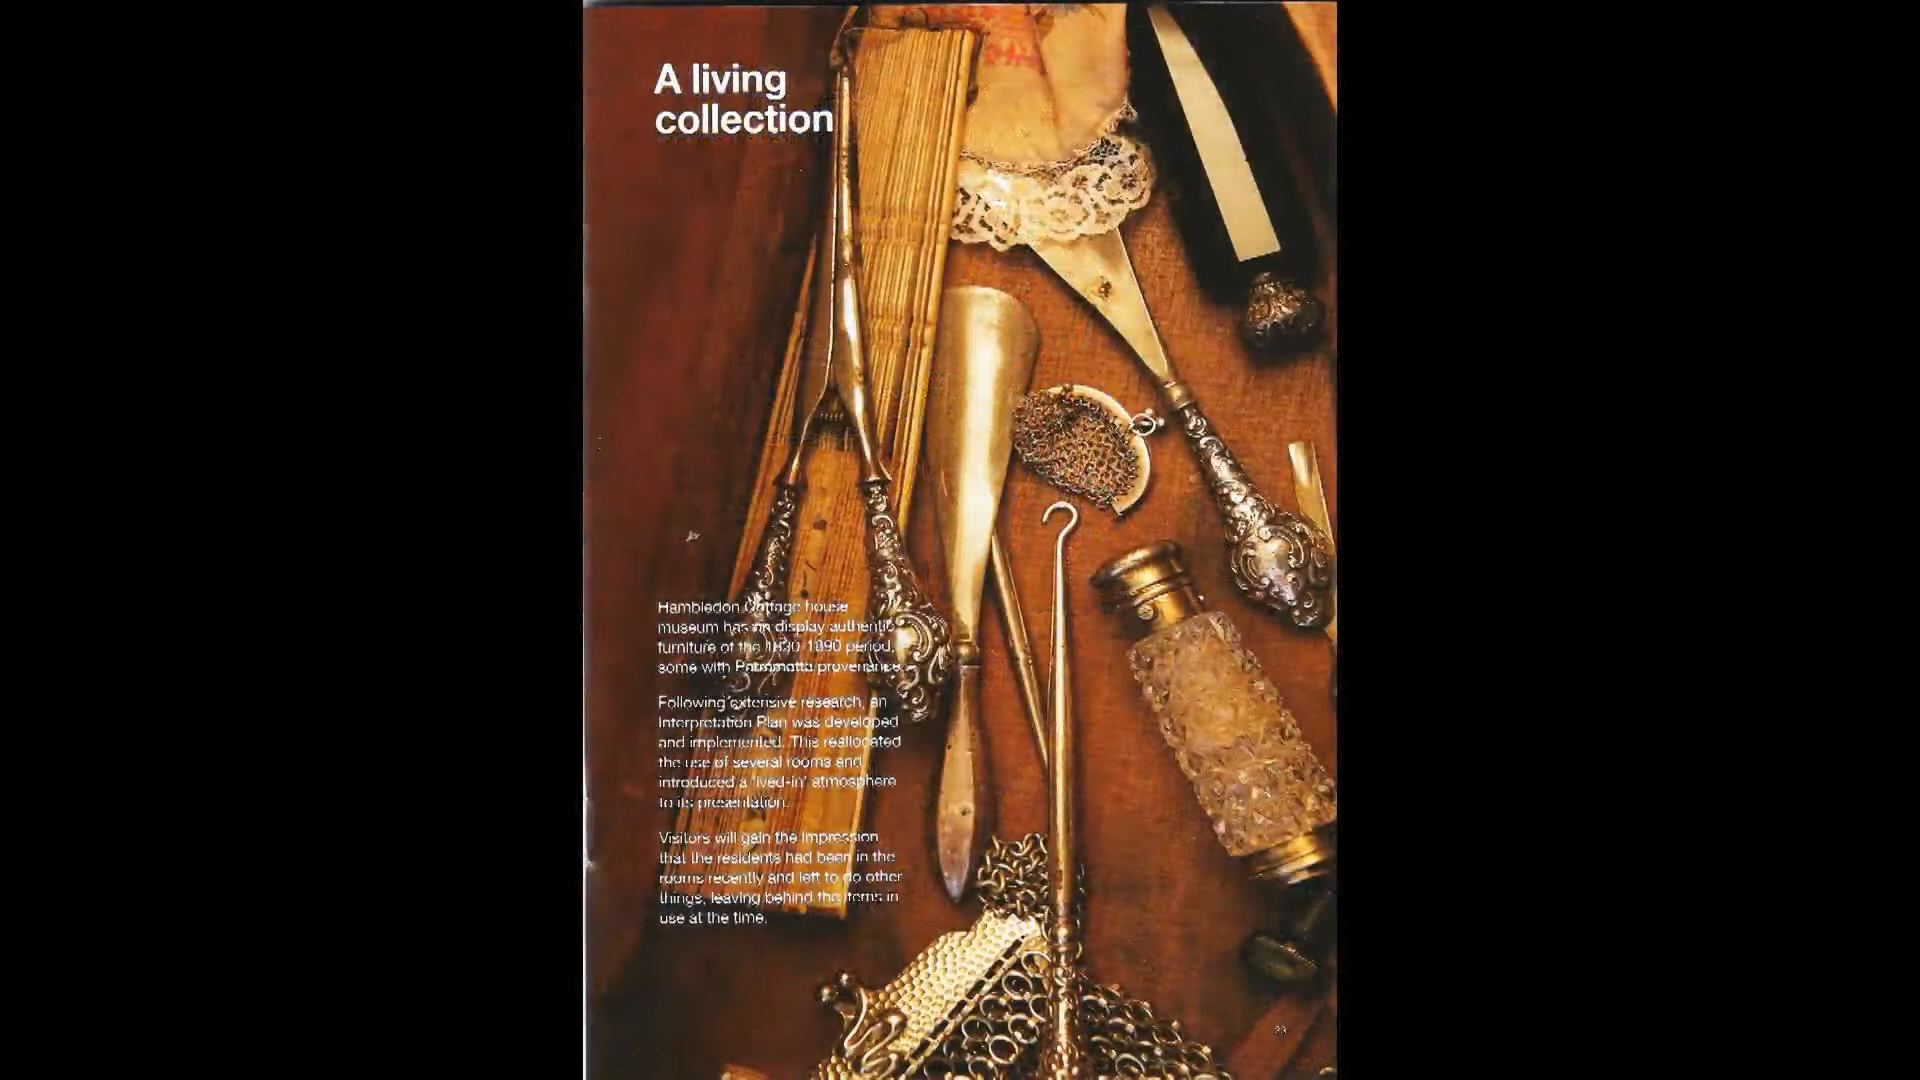 A living
collection
Hambledon Cottage house
museum has on display authentic
furniture of the 1820-1890 period,
some with Parramatta provenance.
Following extensive research, an
Interpretation Plan was developed
and implemented. This reallocated
the use of several rooms and
introduced a 'lived-in' atmosphere
to its presentation.
Visitors will gain the impression
that the residents had been in the
rooms recently and left to do other
things, leaving behind the items in
use at the time.